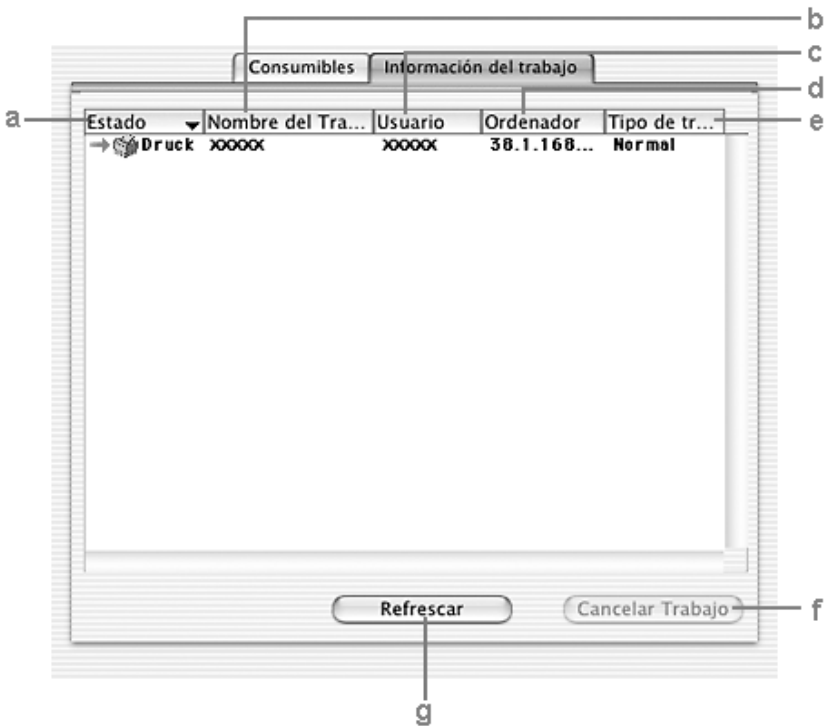 b
Consumibles Información del trabajo
c
d
a
Estado Nombre del Tra... Usuario Ordenador Tipo de tr...
e
Druck xxxxx xxxxx 38.1.168... Normal
Refrescar Cancelar Trabajo
f
g